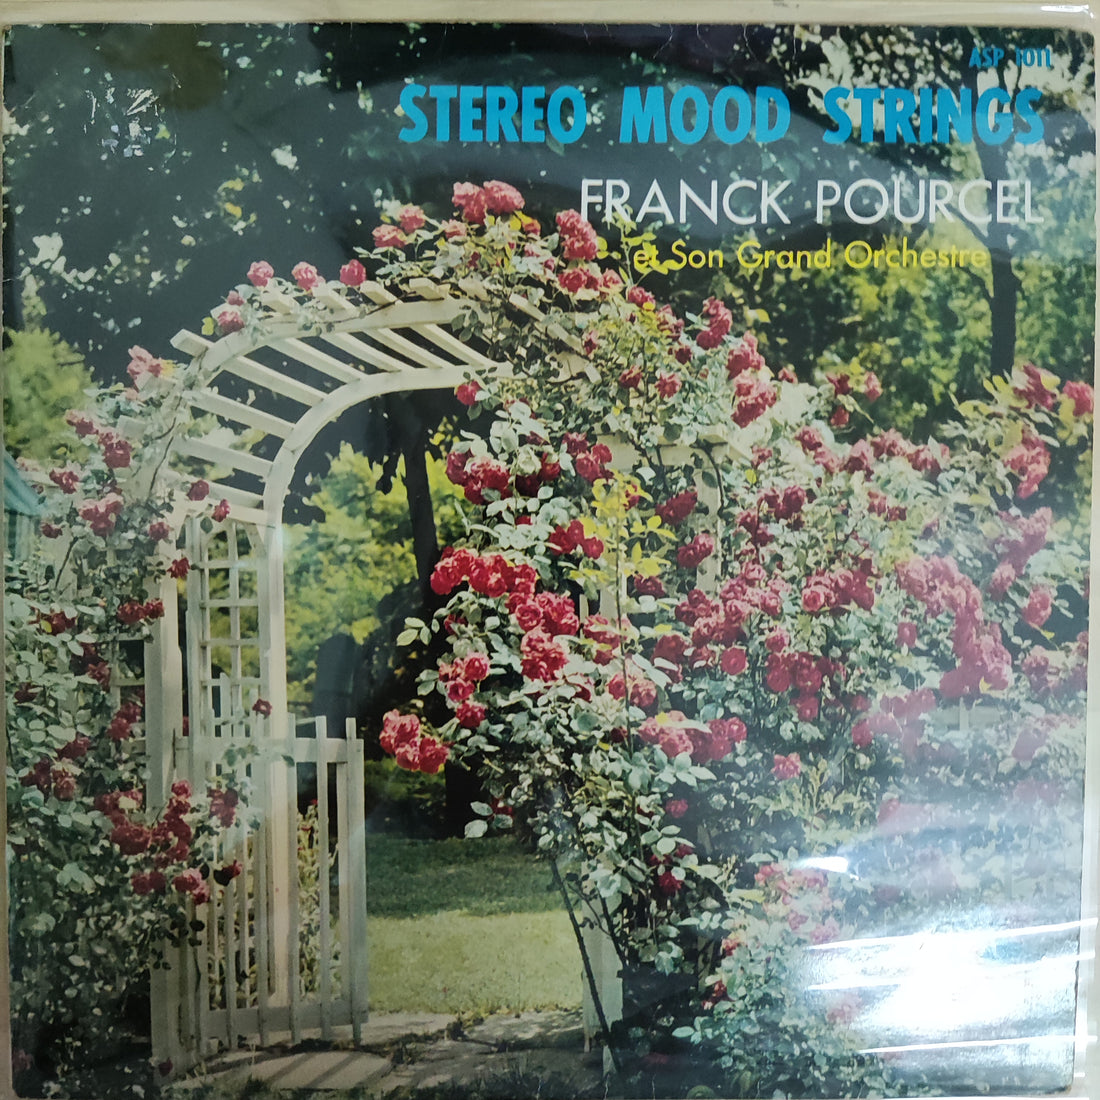 ASP 1011
STEREO MOOD STRINGS
FRANCK POURCEL
et Son Grand Orchestre